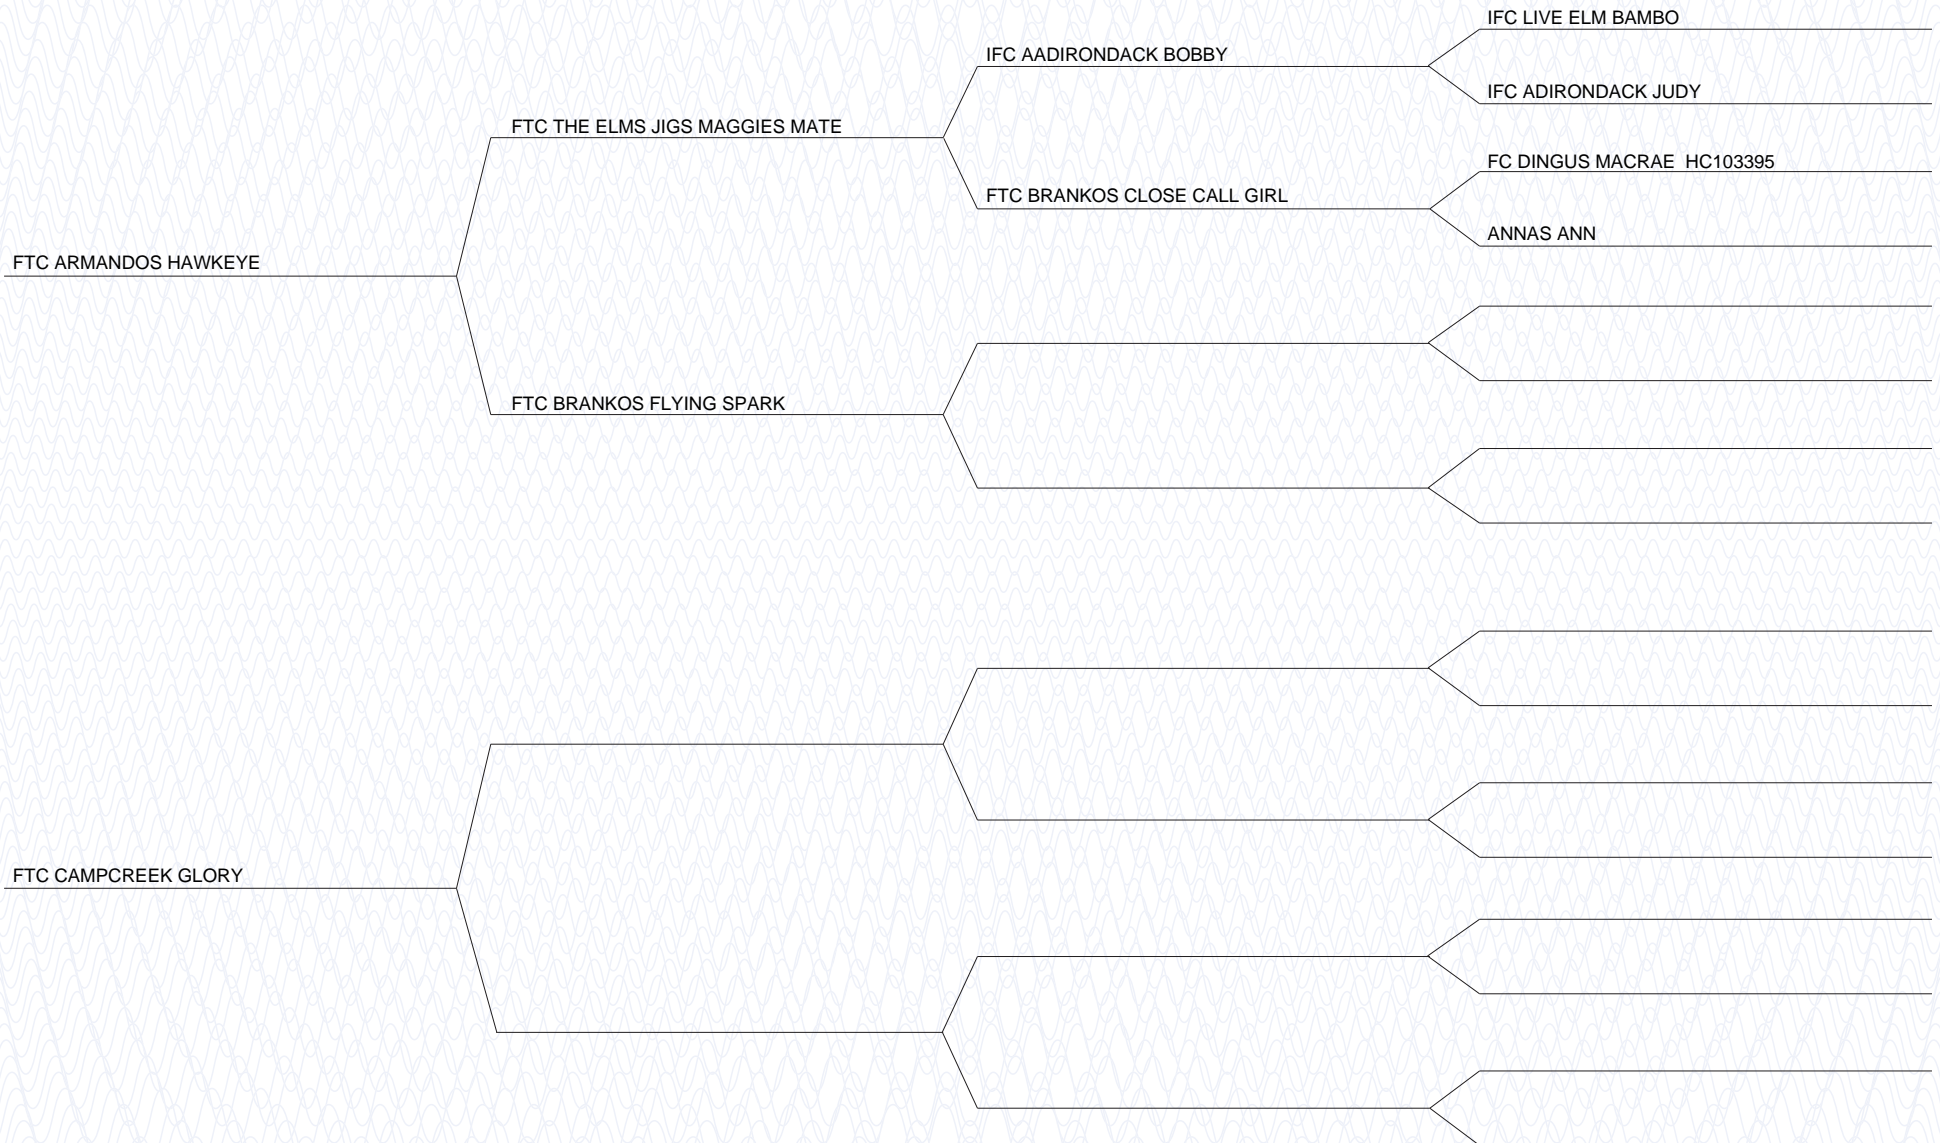 IFC LIVE ELM BAMBO
IFC AADIRONDACK BOBBY
IFC ADIRONDACK JUDY
FTC THE ELMS JIGS MAGGIES MATE
FC DINGUS MACRAE  HC103395
FTC BRANKOS CLOSE CALL GIRL
ANNAS ANN
FTC ARMANDOS HAWKEYE
FTC BRANKOS FLYING SPARK
FTC CAMPCREEK GLORY